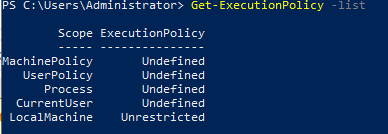 PS C:\Users\Administrator> Get-ExecutionPolicy -list
Scope ExecutionPolicy
----- ---------------
MachinePolicy Undefined
UserPolicy Undefined
Process Undefined
CurrentUser Undefined
LocalMachine Unrestricted